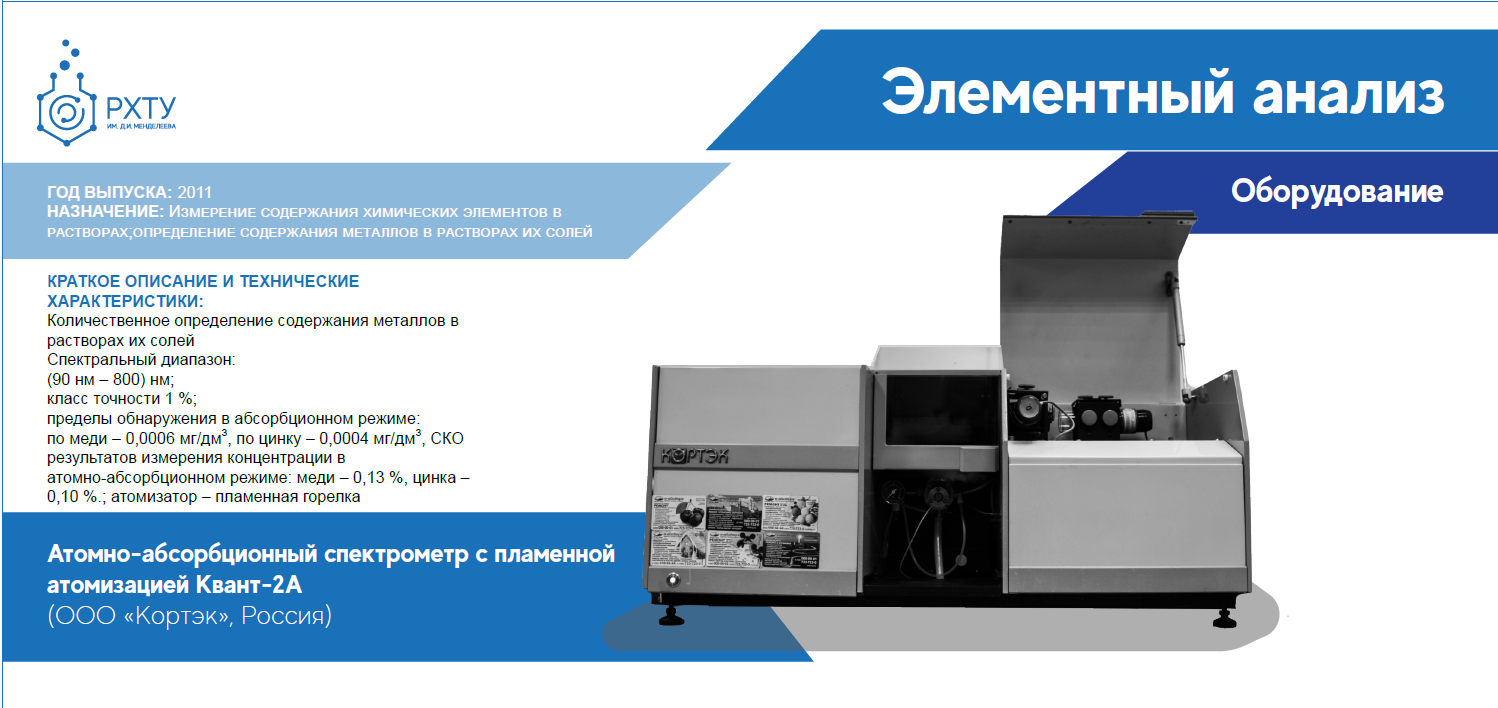 РХТУ
ИМ. Д.И. МЕНДЕЛЕЕВА
Элементный анализ
Оборудование
ГОД ВЫПУСКА: 2011
НАЗНАЧЕНИЕ: Измерение содержания химических элементов в
растворах;определение содержания металлов в растворах их солей
КРАТКОЕ ОПИСАНИЕ И ТЕХНИЧЕСКИЕ
ХАРАКТЕРИСТИКИ:
Количественное определение содержания металлов в
растворах их солей
Спектральный диапазон:
(90 нм – 800) нм;
класс точности 1 %;
пределы обнаружения в абсорбционном режиме:
по меди – 0,0006 мг/дм³, по цинку – 0,0004 мг/дм³, СКО
результатов измерения концентрации в
атомно-абсорбционном режиме: меди – 0,13 %, цинка –
0,10 %.; атомизатор – пламенная горелка
КОРТЭК
Атомно-абсорбционный спектрометр с пламенной
атомизацией Квант-2А
(ООО «Кортэк», Россия)